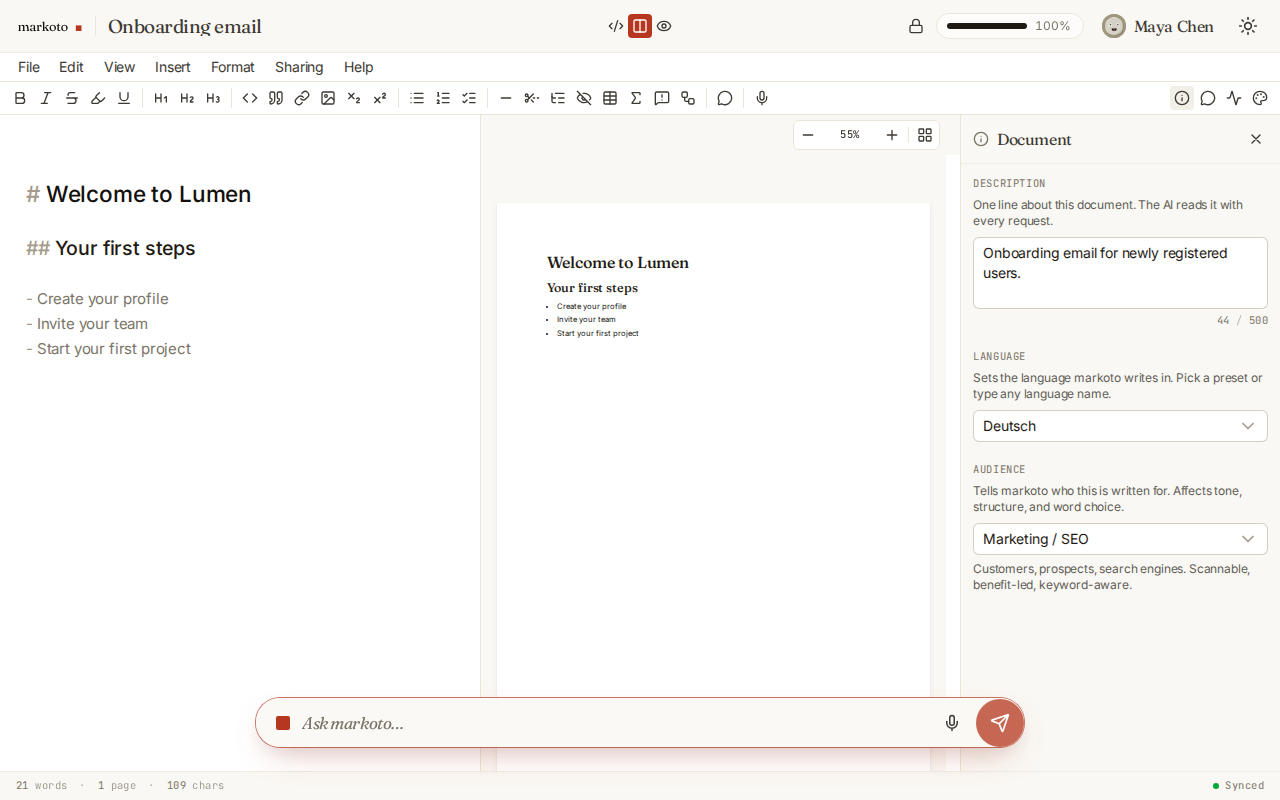 markoto
Onboarding email
100%
Maya Chen
File Edit View Insert Format Sharing Help
H1 H2 H3
55%
# Welcome to Lumen
## Your first steps
- Create your profile
- Invite your team
- Start your first project
Welcome to Lumen
Your first steps
• Create your profile
• Invite your team
• Start your first project
Document
DESCRIPTION
One line about this document. The AI reads it with
every request.
Onboarding email for newly registered
users.
44 / 500
LANGUAGE
Sets the language markoto writes in. Pick a preset or
type any language name.
Deutsch
AUDIENCE
Tells markoto who this is written for. Affects tone,
structure, and word choice.
Marketing / SEO
Customers, prospects, search engines. Scannable,
benefit-led, keyword-aware.
Ask markoto...
21 words · 1 page · 109 chars
Synced